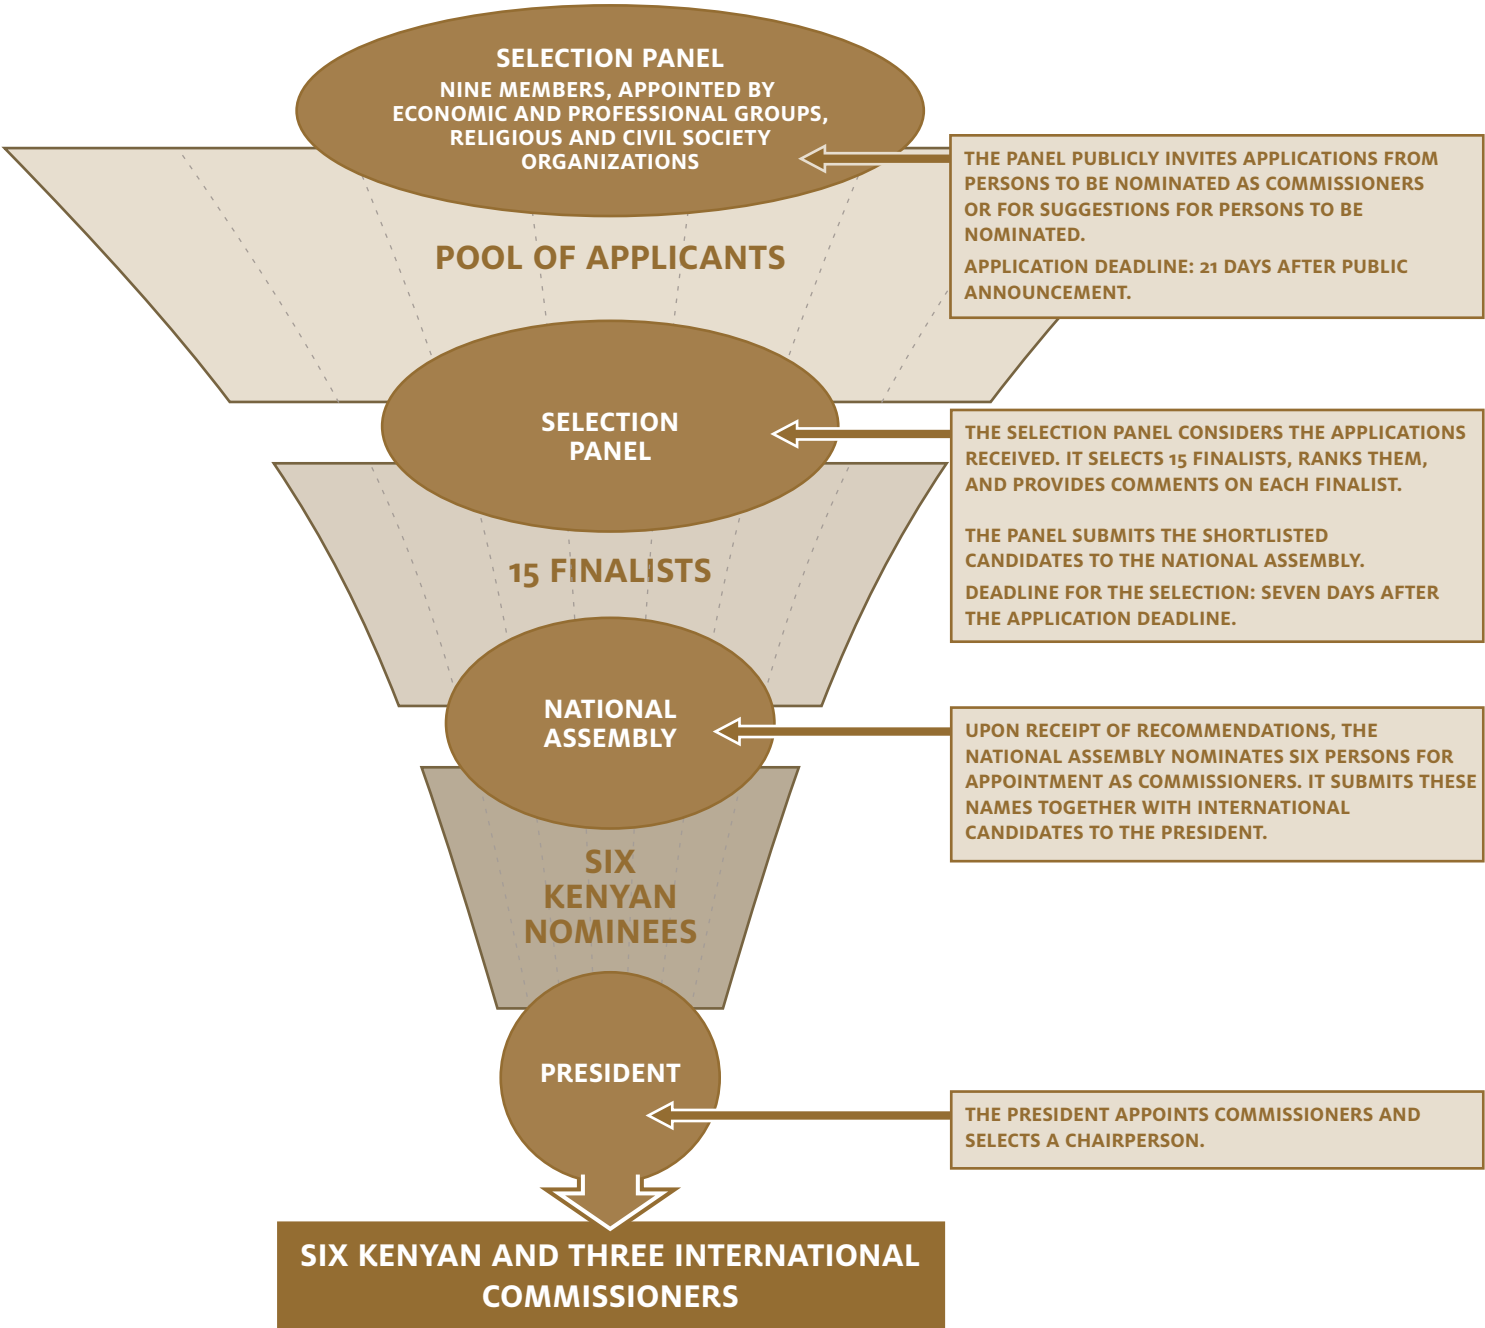 SELECTION PANEL
NINE MEMBERS, APPOINTED BY
ECONOMIC AND PROFESSIONAL GROUPS,
RELIGIOUS AND CIVIL SOCIETY
ORGANIZATIONS
THE PANEL PUBLICLY INVITES APPLICATIONS FROM
PERSONS TO BE NOMINATED AS COMMISSIONERS
OR FOR SUGGESTIONS FOR PERSONS TO BE
NOMINATED.
APPLICATION DEADLINE: 21 DAYS AFTER PUBLIC
ANNOUNCEMENT.
POOL OF APPLICANTS
SELECTION
PANEL
THE SELECTION PANEL CONSIDERS THE APPLICATIONS
RECEIVED. IT SELECTS 15 FINALISTS, RANKS THEM,
AND PROVIDES COMMENTS ON EACH FINALIST.
THE PANEL SUBMITS THE SHORTLISTED
CANDIDATES TO THE NATIONAL ASSEMBLY.
DEADLINE FOR THE SELECTION: SEVEN DAYS AFTER
THE APPLICATION DEADLINE.
15 FINALISTS
NATIONAL
ASSEMBLY
UPON RECEIPT OF RECOMMENDATIONS, THE
NATIONAL ASSEMBLY NOMINATES SIX PERSONS FOR
APPOINTMENT AS COMMISSIONERS. IT SUBMITS THESE
NAMES TOGETHER WITH INTERNATIONAL
CANDIDATES TO THE PRESIDENT.
SIX
KENYAN
NOMINEES
PRESIDENT
THE PRESIDENT APPOINTS COMMISSIONERS AND
SELECTS A CHAIRPERSON.
SIX KENYAN AND THREE INTERNATIONAL
COMMISSIONERS